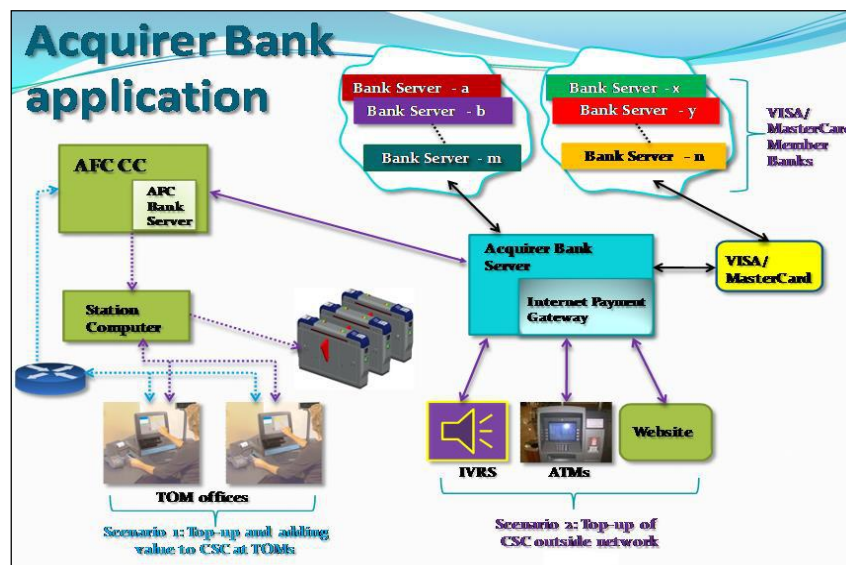 Acquirer Bank
application
Bank Server - a
Bank Server - b
Bank Server - m
Bank Server - x
Bank Server - y
Bank Server - n
VISA/
MasterCard
Member
Banks
AFC CC
AFC
Bank
Server
Acquirer Bank
Server
Internet Payment
Gateway
VISA/
MasterCard
Station
Computer
IVRS
ATMs
Website
TOM offices
Scenario 1: Top-up and adding
value to CSC at TOMs
Scenario 2: Top-up of
CSC outside network